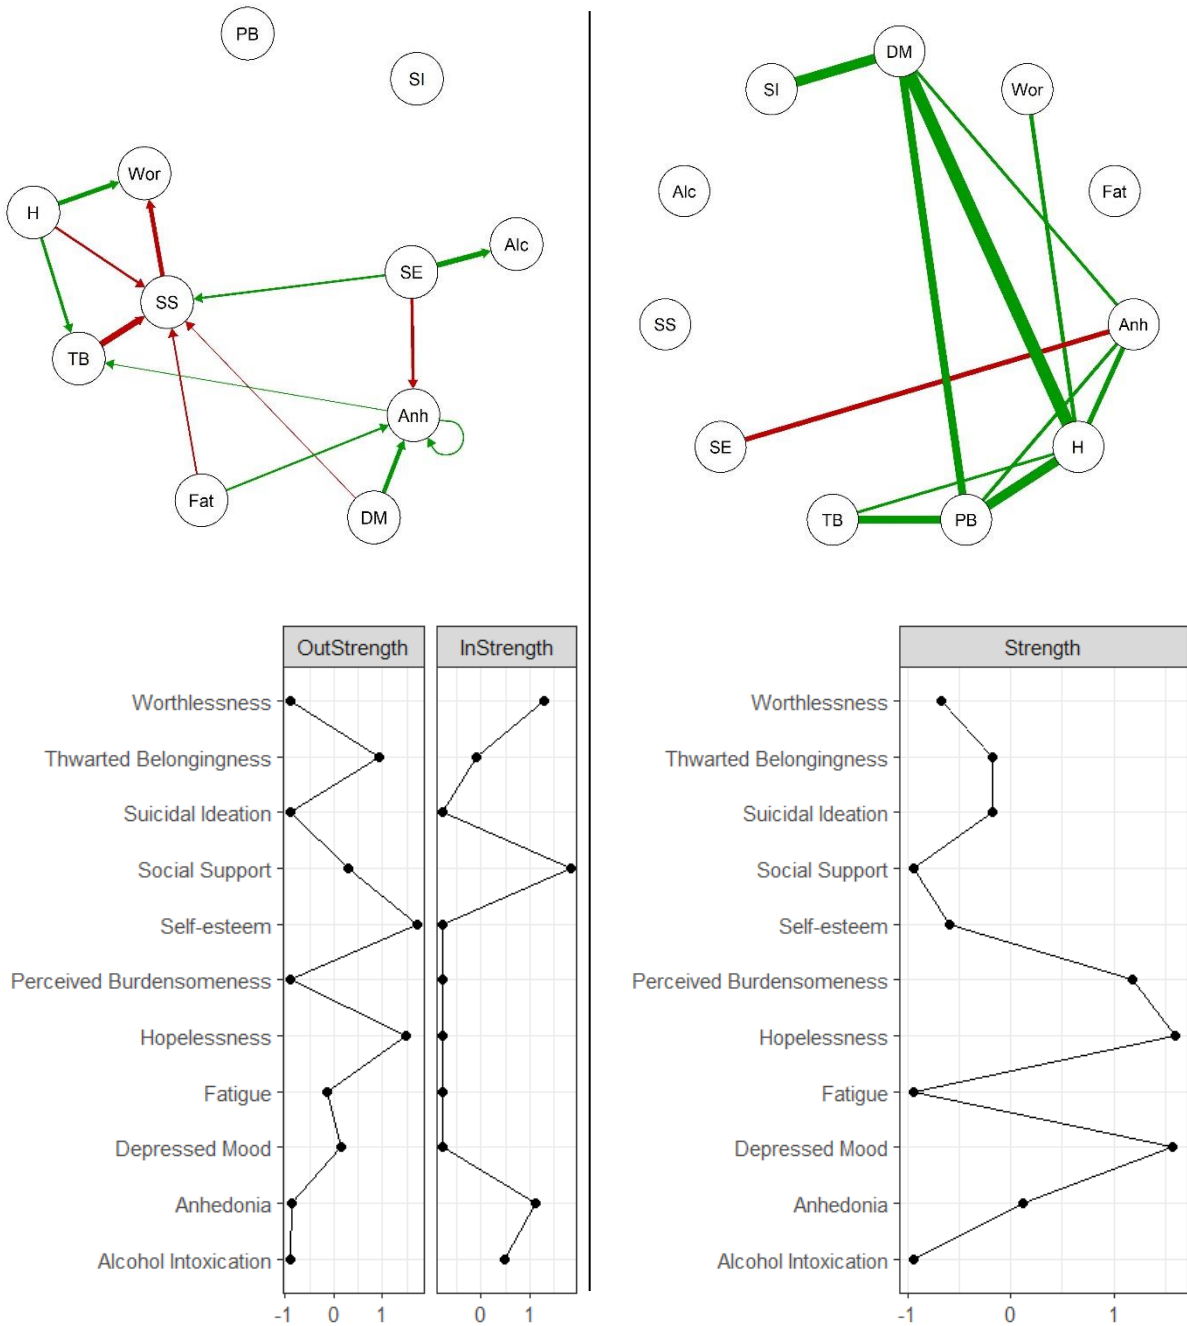 PB
SI
Wor
H
Alc
SE
SS
TB
Anh
Fat
DM
DM
SI
Wor
Alc
Fat
SS
Anh
SE
H
TB
PB
OutStrength
InStrength
Worthlessness
Thwarted Belongingness
Suicidal Ideation
Social Support
Self-esteem
Perceived Burdensomeness
Hopelessness
Fatigue
Depressed Mood
Anhedonia
Alcohol Intoxication
-1 0 1
0 1
Strength
Worthlessness
Thwarted Belongingness
Suicidal Ideation
Social Support
Self-esteem
Perceived Burdensomeness
Hopelessness
Fatigue
Depressed Mood
Anhedonia
Alcohol Intoxication
-1 0 1